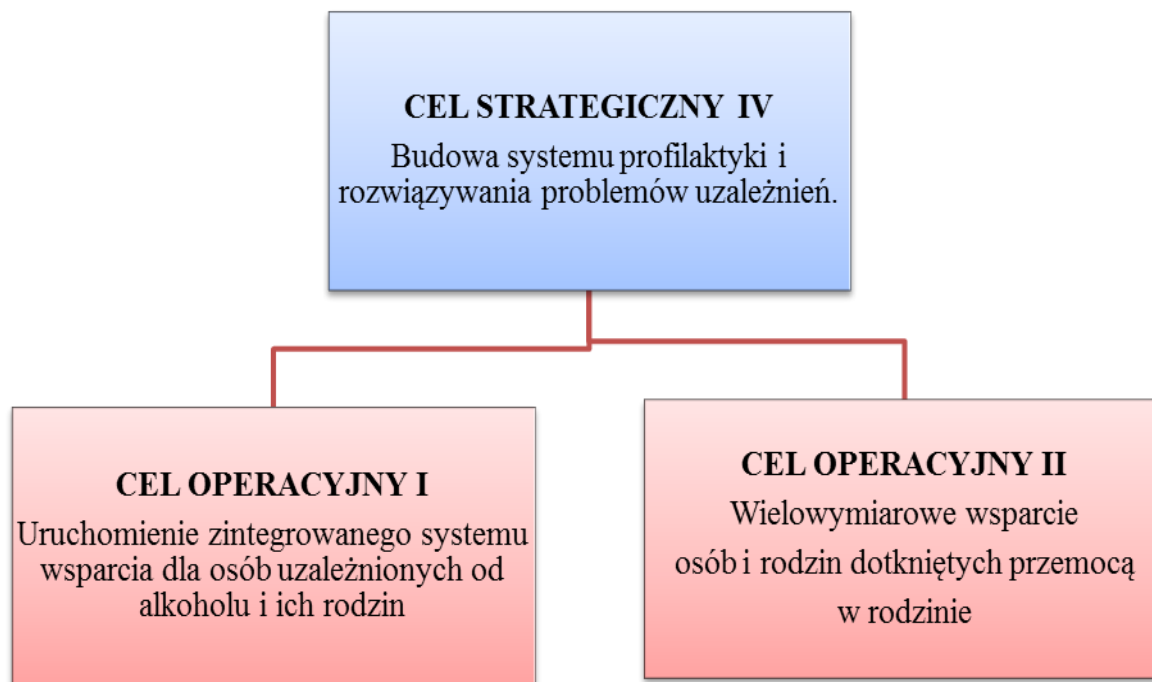 CEL STRATEGICZNY IV
Budowa systemu profilaktyki i
rozwiązywania problemów uzależnień.
CEL OPERACYJNY I
Uruchomienie zintegrowanego systemu
wsparcia dla osób uzależnionych od
alkoholu i ich rodzin
CEL OPERACYJNY II
Wielowymiarowe wsparcie
osób i rodzin dotkniętych przemocą
w rodzinie